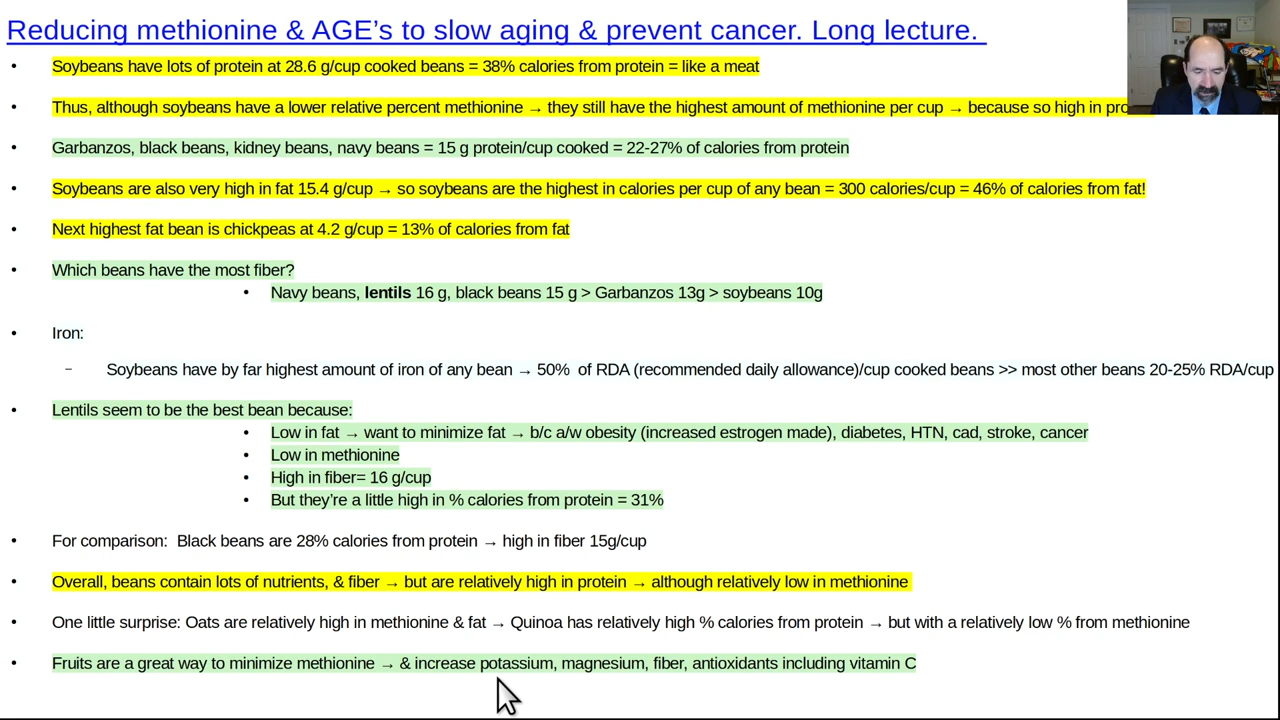 Reducing methionine & AGE’s to slow aging & prevent cancer. Long lecture.
• Soybeans have lots of protein at 28.6 g/cup cooked beans = 38% calories from protein = like a meat
• Thus, although soybeans have a lower relative percent methionine → they still have the highest amount of methionine per cup → because so high in
• Garbanzos, black beans, kidney beans, navy beans = 15 g protein/cup cooked = 22-27% of calories from protein
• Soybeans are also very high in fat 15.4 g/cup → so soybeans are the highest in calories per cup of any bean = 300 calories/cup = 46% of calories from fat!
• Next highest fat bean is chickpeas at 4.2 g/cup = 13% of calories from fat
• Which beans have the most fiber?
• Navy beans, lentils 16 g, black beans 15 g > Garbanzos 13g > soybeans 10g
• Iron:
– Soybeans have by far highest amount of iron of any bean → 50% of RDA (recommended daily allowance)/cup cooked beans >> most other beans 20-25% RDA/cup
• Lentils seem to be the best bean because:
• Low in fat → want to minimize fat → b/c a/w obesity (increased estrogen made), diabetes, HTN, cad, stroke, cancer
• Low in methionine
• High in fiber= 16 g/cup
• But they’re a little high in % calories from protein = 31%
• For comparison: Black beans are 28% calories from protein → high in fiber 15g/cup
• Overall, beans contain lots of nutrients, & fiber → but are relatively high in protein → although relatively low in methionine
• One little surprise: Oats are relatively high in methionine & fat → Quinoa has relatively high % calories from protein → but with a relatively low % from methionine
• Fruits are a great way to minimize methionine → & increase potassium, magnesium, fiber, antioxidants including vitamin C